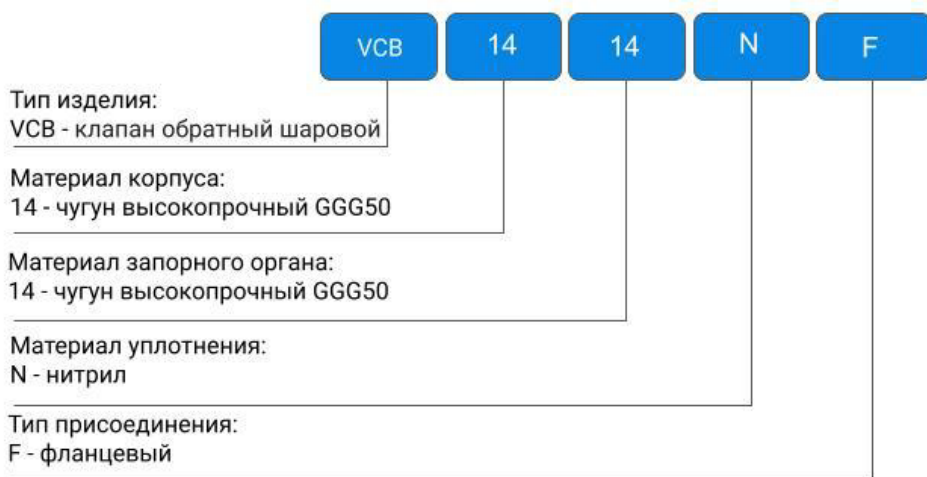 VCB 14 14 N F
Тип изделия:
VCB - клапан обратный шаровой
Материал корпуса:
14 - чугун высокопрочный GGG50
Материал запорного органа:
14 - чугун высокопрочный GGG50
Материал уплотнения:
N - нитрил
Тип присоединения:
F - фланцевый